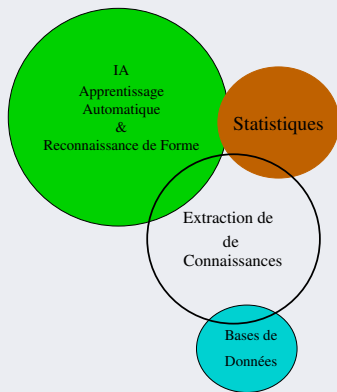 IA
Apprentissage
Automatique
&
Reconnaissance de Forme
Statistiques
Extraction de
de
Connaissances
Bases de
Données